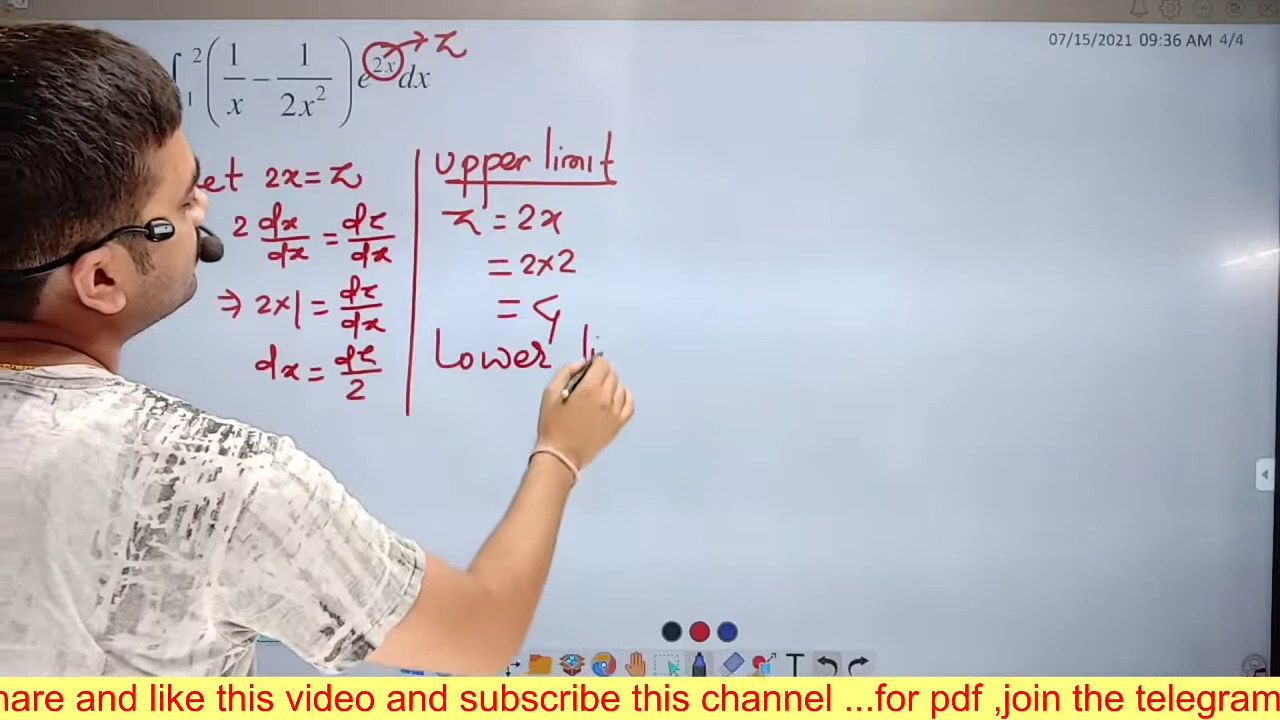 07/15/2021 09:36 AM 4/4
∫₁² (1/x − 1/2x²) e^2x dx → z
et 2x = z
2 dx/dx = dz/dx
⇒ 2×1 = dz/dx
dx = dz/2
upper limit
z = 2x
= 2×2
= 4
Lower li
T
hare and like this video and subscribe this channel ...for pdf ,join the telegram